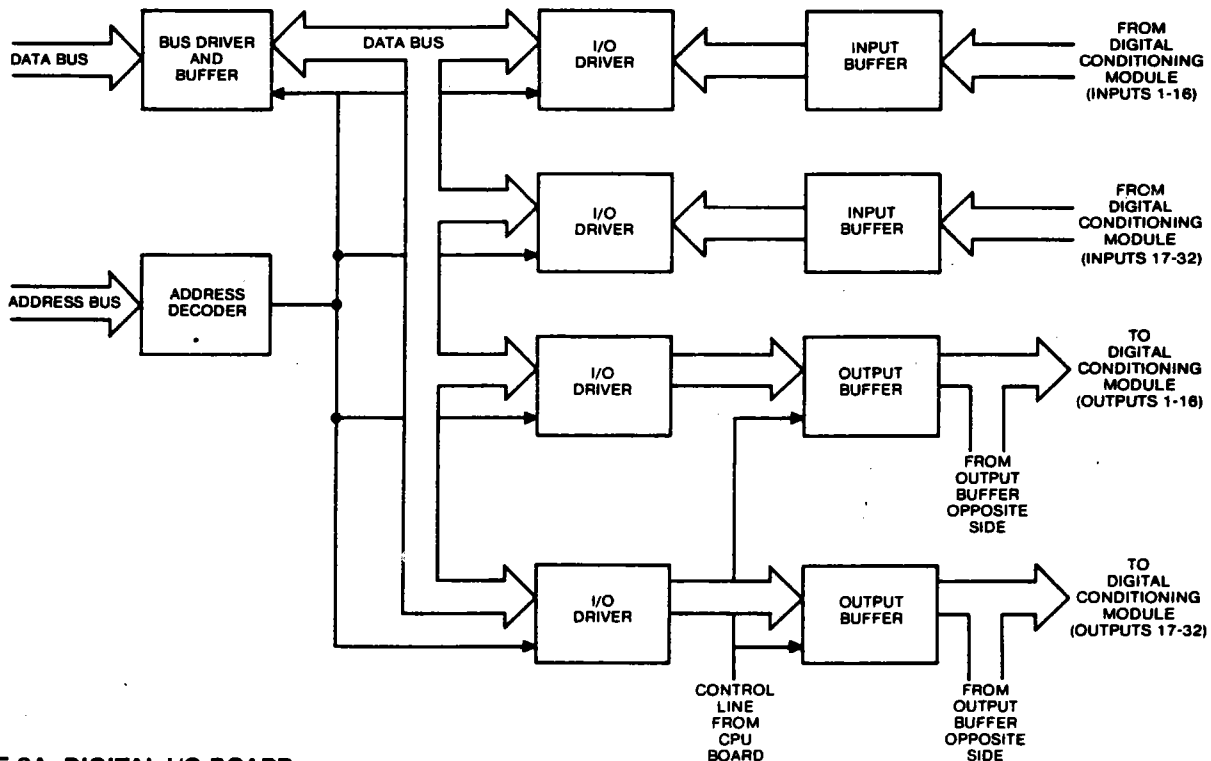 BUS DRIVER
AND
BUFFER
DATA BUS
DATA BUS
I/O
DRIVER
INPUT
BUFFER
FROM
DIGITAL
CONDITIONING
MODULE
(INPUTS 1-16)
I/O
DRIVER
INPUT
BUFFER
FROM
DIGITAL
CONDITIONING
MODULE
(INPUTS 17-32)
ADDRESS BUS
ADDRESS
DECODER
I/O
DRIVER
OUTPUT
BUFFER
TO
DIGITAL
CONDITIONING
MODULE
(OUTPUTS 1-16)
FROM
OUTPUT
BUFFER
OPPOSITE
SIDE
I/O
DRIVER
OUTPUT
BUFFER
TO
DIGITAL
CONDITIONING
MODULE
(OUTPUTS 17-32)
CONTROL
LINE
FROM
CPU
BOARD
FROM
OUTPUT
BUFFER
OPPOSITE
SIDE
DIGITAL I/O BOARD